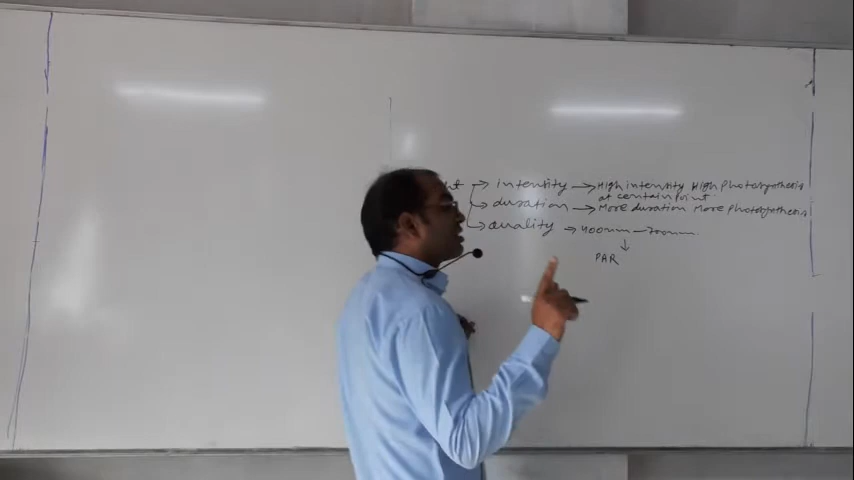 → intensity → High intensity High Photosynthesis
at certain point
→ duration → More duration More Photosynthesis
→ quality → 400nm - 700nm
↓
PAR